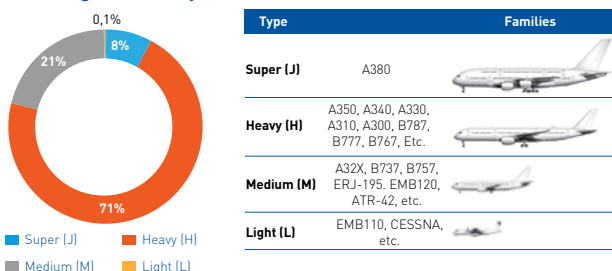 0,1%
8%
21%
71%
Super (J)
Heavy (H)
Medium (M)
Light (L)
Type
Families
Super (J)
A380
Heavy (H)
A350, A340, A330,
A310, A300, B787,
B777, B767, Etc.
Medium (M)
A32X, B737, B757,
ERJ-195. EMB120,
ATR-42, etc.
Light (L)
EMB110, CESSNA,
etc.